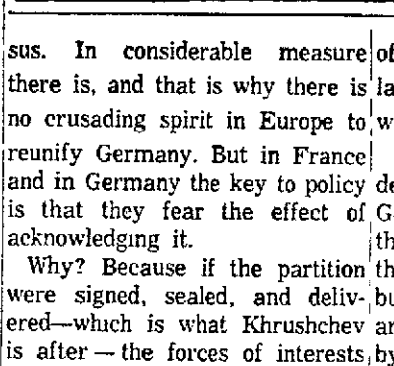 sus. In considerable measure
there is, and that is why there is
no crusading spirit in Europe to
reunify Germany. But in France
and in Germany the key to policy
is that they fear the effect of
acknowledging it.
Why? Because if the partition
were signed, sealed, and deliv-
ered—which is what Khrushchev
is after — the forces of interests